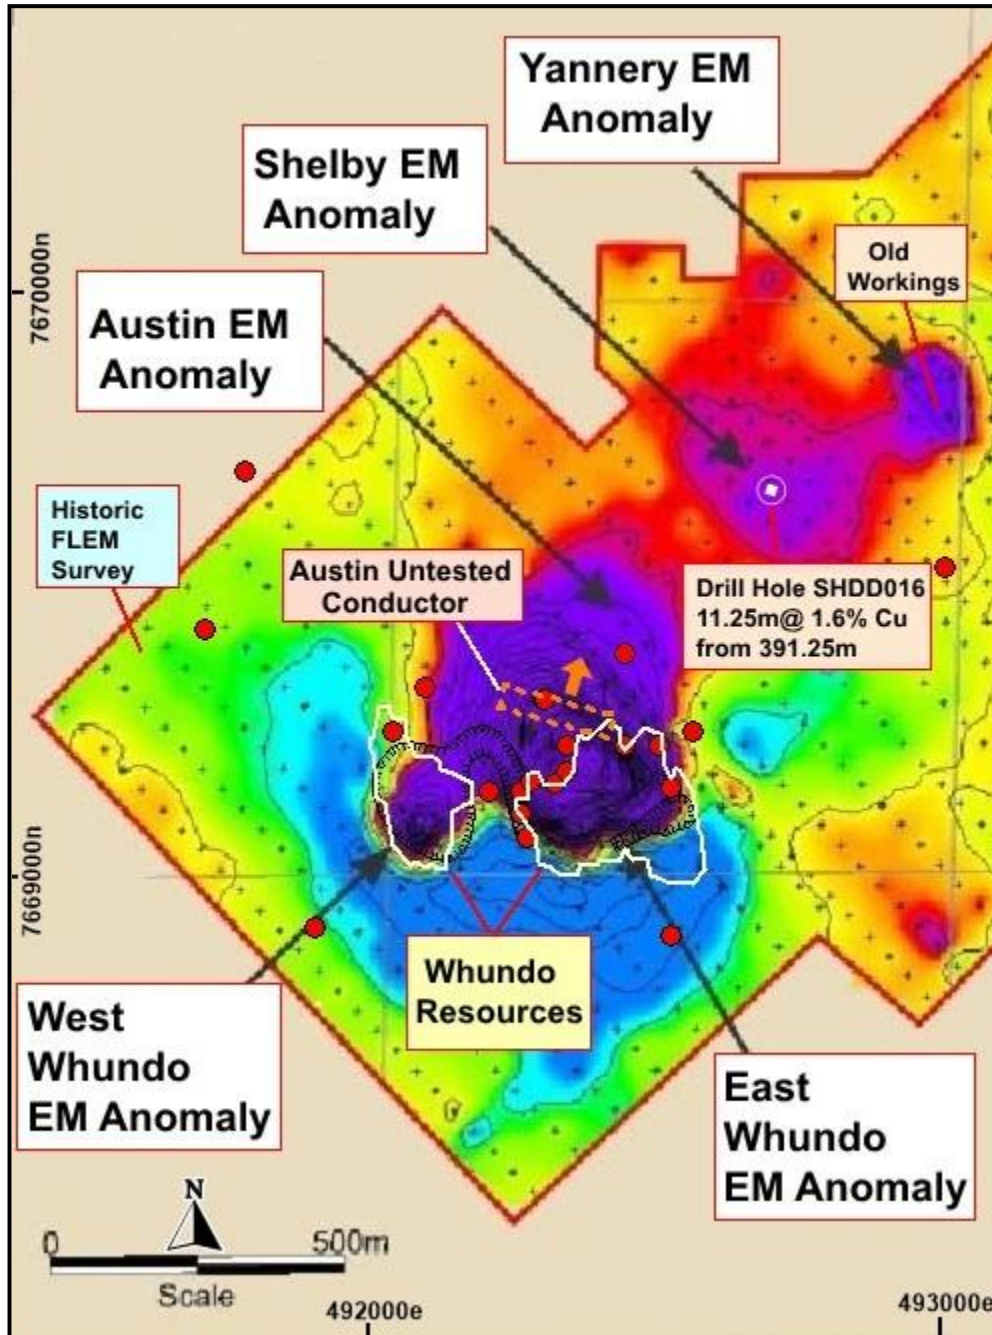 Yannery EM
Anomaly
Shelby EM
Anomaly
Old
Workings
7670000n
Austin EM
Anomaly
Historic
FLEM
Survey
Austin Untested
Conductor
Drill Hole SHDD016
11.25m@ 1.6% Cu
from 391.25m
7669000n
Whundo
Resources
West
Whundo
EM Anomaly
East
Whundo
EM Anomaly
N
0 500m
Scale
492000e
493000e